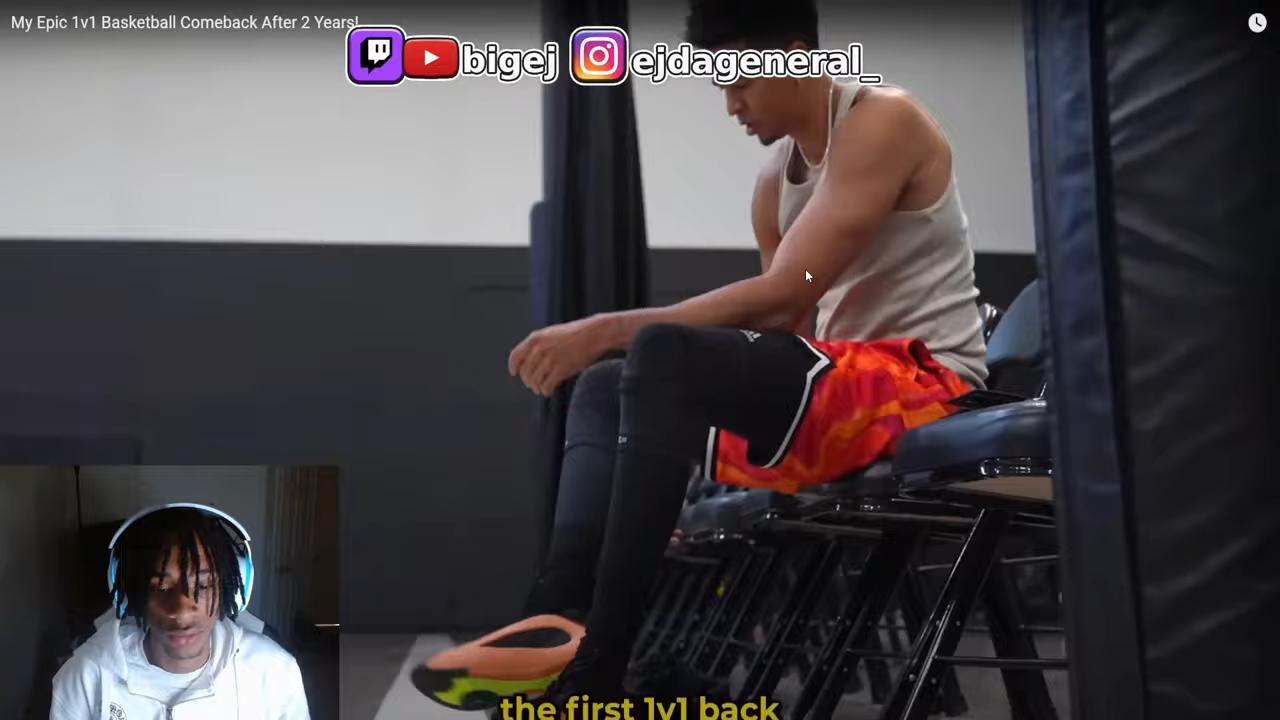 My Epic 1v1 Basketball Comeback After 2 Years!
bigej ejdageneral_
the first 1v1 back